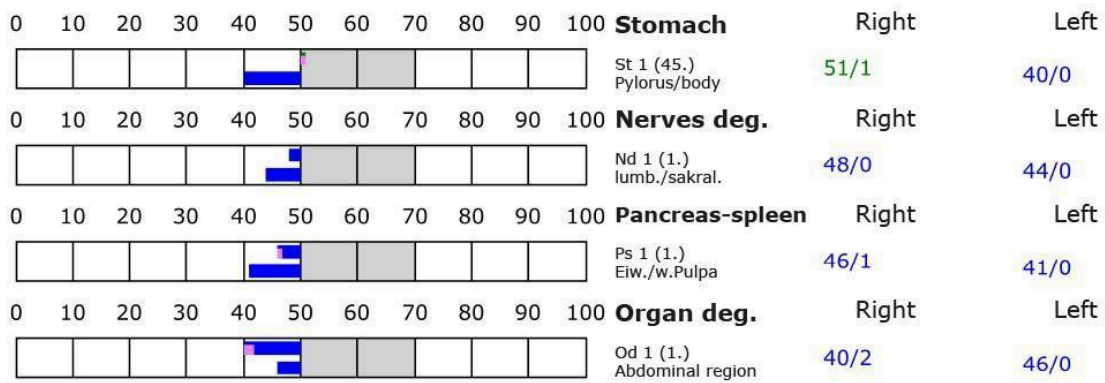 0 10 20 30 40 50 60 70 80 90 100 Stomach Right Left
St 1 (45.) 51/1 40/0
Pylorus/body
0 10 20 30 40 50 60 70 80 90 100 Nerves deg. Right Left
Nd 1 (1.) 48/0 44/0
lumb./sakral.
0 10 20 30 40 50 60 70 80 90 100 Pancreas-spleen Right Left
Ps 1 (1.) 46/1 41/0
Eiw./w.Pulpa
0 10 20 30 40 50 60 70 80 90 100 Organ deg. Right Left
Od 1 (1.) 40/2 46/0
Abdominal region